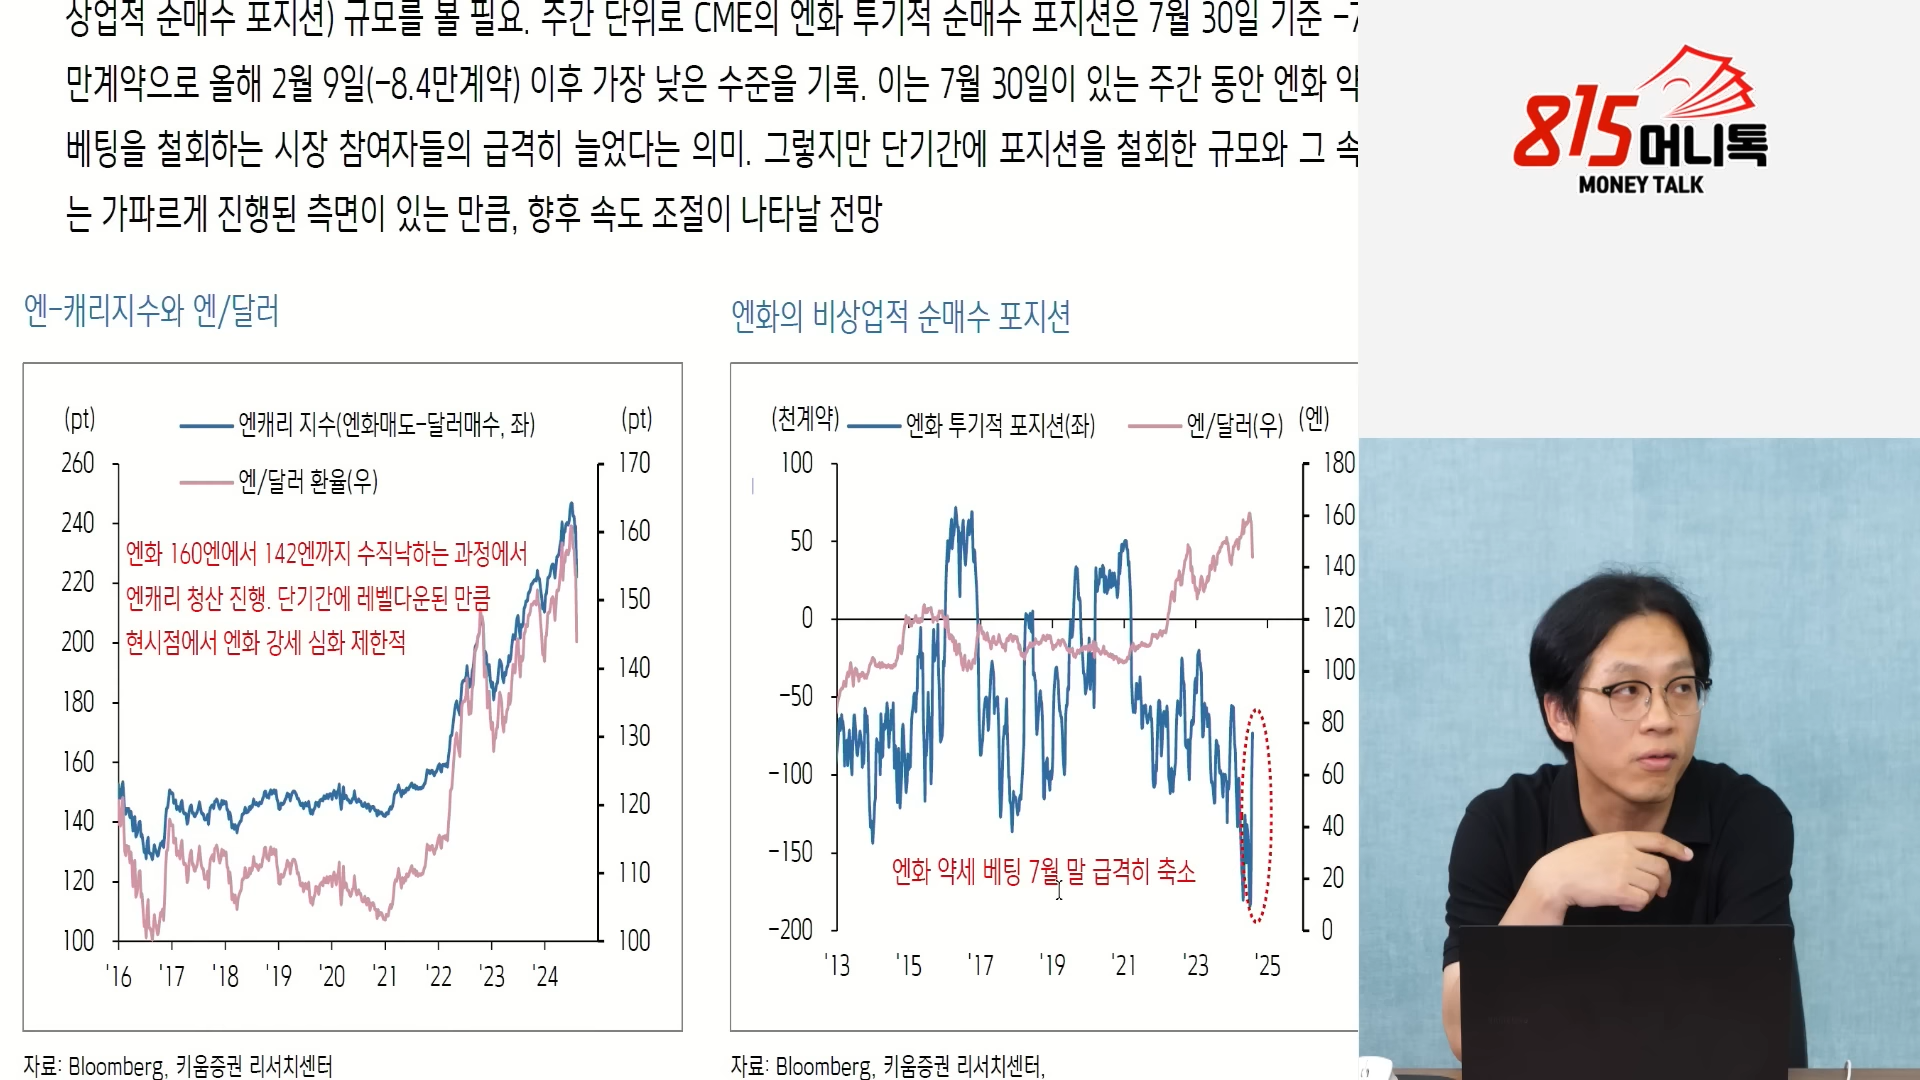 상업적 순매수 포지션) 규모를 볼 필요. 주간 단위로 CME의 엔화 투기적 순매수 포지션은 7월 30일 기준 -7
만계약으로 올해 2월 9일(-8.4만계약) 이후 가장 낮은 수준을 기록. 이는 7월 30일이 있는 주간 동안 엔화 약
베팅을 철회하는 시장 참여자들의 급격히 늘었다는 의미. 그렇지만 단기간에 포지션을 철회한 규모와 그 속
는 가파르게 진행된 측면이 있는 만큼, 향후 속도 조절이 나타날 전망
815머니톡
MONEY TALK
엔-캐리지수와 엔/달러
(pt)
엔캐리 지수(엔화매도-달러매수, 좌)
(pt)
엔/달러 환율(우)
260
240
220
200
180
160
140
120
100
170
160
150
140
130
120
110
100
엔화 160엔에서 142엔까지 수직낙하는 과정에서
엔캐리 청산 진행. 단기간에 레벨다운된 만큼
현시점에서 엔화 강세 심화 제한적
'16 '17 '18 '19 '20 '21 '22 '23 '24
자료: Bloomberg, 키움증권 리서치센터
엔화의 비상업적 순매수 포지션
(천계약)
엔화 투기적 포지션(좌)
엔/달러(우)
(엔)
100
50
0
-50
-100
-150
-200
180
160
140
120
100
80
60
40
20
0
엔화 약세 베팅 7월 말 급격히 축소
'13 '15 '17 '19 '21 '23 '25
자료: Bloomberg, 키움증권 리서치센터,